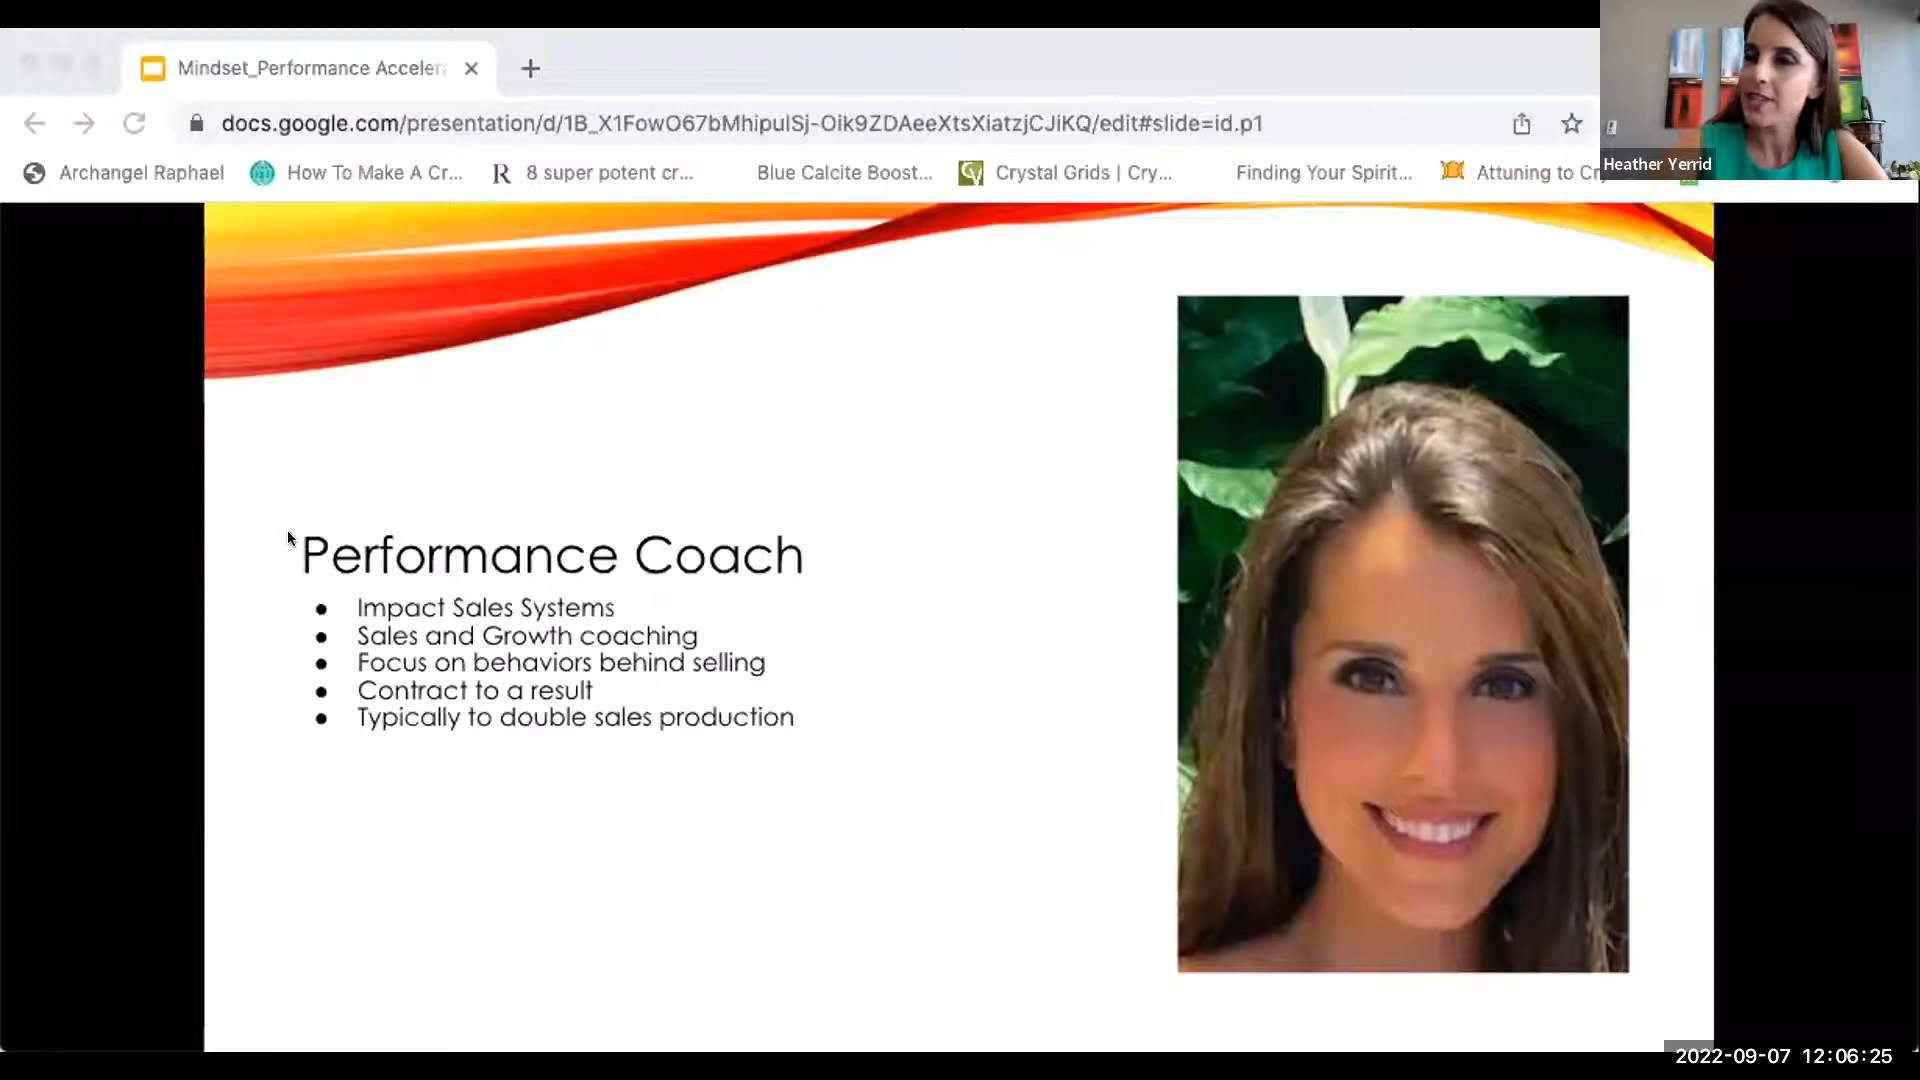 Mindset_Performance Acceler
docs.google.com/presentation/d/1B_X1FowO67bMhipulSj-Oik9ZDAeeXtsXiatzjCJiKQ/edit#slide=id.p1
Archangel Raphael
How To Make A Cr...
R 8 super potent cr...
Blue Calcite Boost...
Crystal Grids | Cry...
Finding Your Spirit...
Attuning to Cr
Heather Yerrid
Performance Coach
● Impact Sales Systems
● Sales and Growth coaching
● Focus on behaviors behind selling
● Contract to a result
● Typically to double sales production
2022-09-07 12:06:25